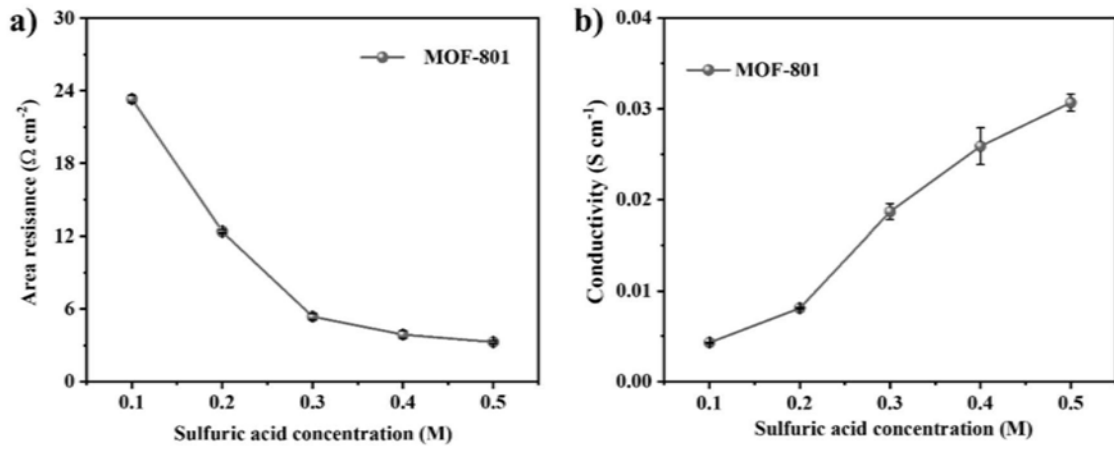 a)
30
24
18
12
6
0
Area resisance (Ω cm⁻²)
MOF-801
0.1 0.2 0.3 0.4 0.5
Sulfuric acid concentration (M)
b)
0.04
0.03
0.02
0.01
0.00
Conductivity (S cm⁻¹)
MOF-801
0.1 0.2 0.3 0.4 0.5
Sulfuric acid concentration (M)